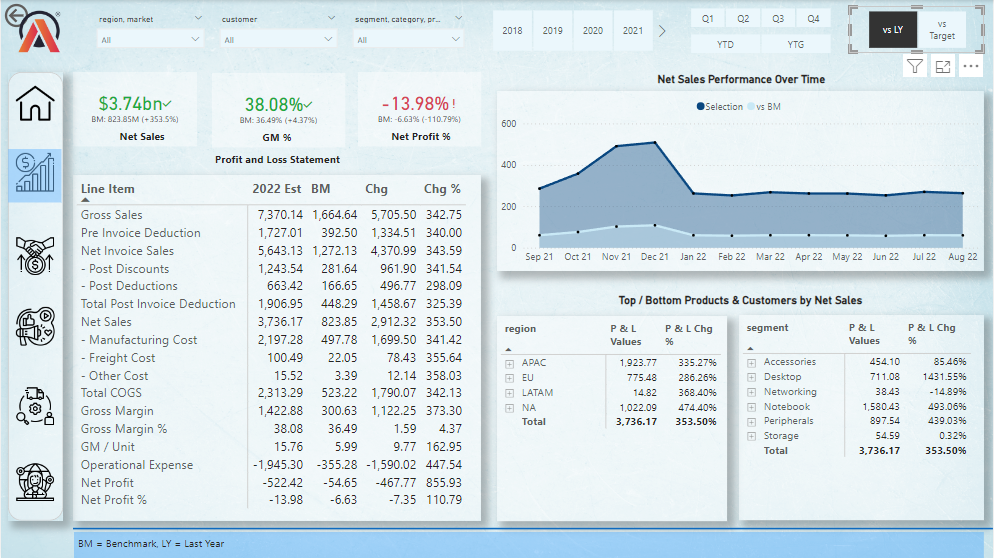 region, market
customer
segment, category, pr...
All
All
All
2018 2019 2020 2021
Q1 Q2 Q3 Q4
YTD YTG
vs LY
vs Target
$3.74bn
BM: 823.85M (+353.5%)
Net Sales
38.08%
BM: 36.49% (+4.37%)
GM %
-13.98% !
BM: -6.63% (-110.79%)
Net Profit %
Profit and Loss Statement
Line Item 2022 Est BM Chg Chg %
Gross Sales 7,370.14 1,664.64 5,705.50 342.75
Pre Invoice Deduction 1,727.01 392.50 1,334.51 340.00
Net Invoice Sales 5,643.13 1,272.13 4,370.99 343.59
- Post Discounts 1,243.54 281.64 961.90 341.54
- Post Deductions 663.42 166.65 496.77 298.09
Total Post Invoice Deduction 1,906.95 448.29 1,458.67 325.39
Net Sales 3,736.17 823.85 2,912.32 353.50
- Manufacturing Cost 2,197.28 497.78 1,699.50 341.42
- Freight Cost 100.49 22.05 78.43 355.64
- Other Cost 15.52 3.39 12.14 358.03
Total COGS 2,313.29 523.22 1,790.07 342.13
Gross Margin 1,422.88 300.63 1,122.25 373.30
Gross Margin % 38.08 36.49 1.59 4.37
GM / Unit 15.76 5.99 9.77 162.95
Operational Expense -1,945.30 -355.28 -1,590.02 447.54
Net Profit -522.42 -54.65 -467.77 855.93
Net Profit % -13.98 -6.63 -7.35 110.79
Net Sales Performance Over Time
Selection vs BM
600
400
200
0
Sep 21 Oct 21 Nov 21 Dec 21 Jan 22 Feb 22 Mar 22 Apr 22 May 22 Jun 22 Jul 22 Aug 22
Top / Bottom Products & Customers by Net Sales
region P & L Values P & L Chg %
APAC 1,923.77 335.27%
EU 775.48 286.26%
LATAM 14.82 368.40%
NA 1,022.09 474.40%
Total 3,736.17 353.50%
segment P & L Values P & L Chg %
Accessories 454.10 85.46%
Desktop 711.08 1431.55%
Networking 38.43 -14.89%
Notebook 1,580.43 493.06%
Peripherals 897.54 439.03%
Storage 54.59 0.32%
Total 3,736.17 353.50%
BM = Benchmark, LY = Last Year